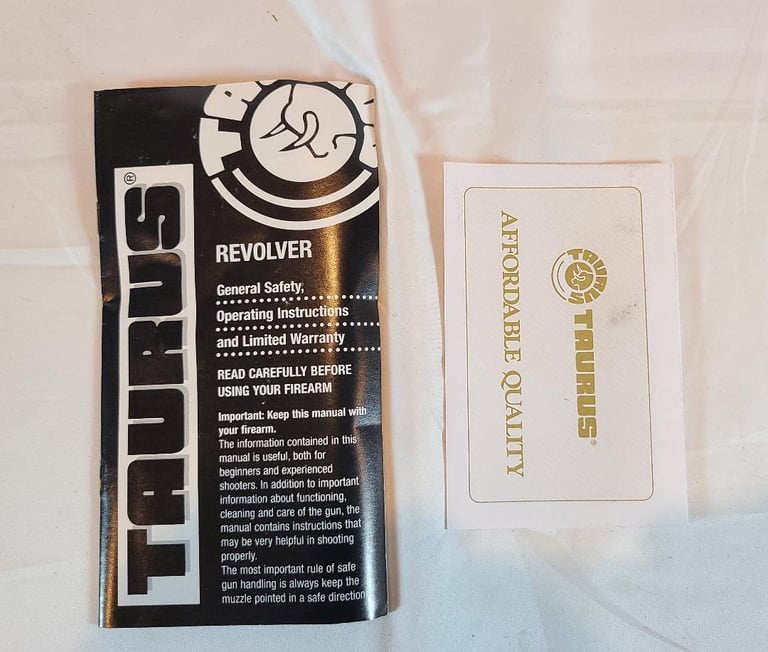 TAURUS®
REVOLVER
General Safety,
Operating Instructions
and Limited Warranty
READ CAREFULLY BEFORE
USING YOUR FIREARM
Important: Keep this manual with
your firearm.
The information contained in this
manual is useful, both for
beginners and experienced
shooters. In addition to important
information about functioning,
cleaning and care of the gun, the
manual contains instructions that
may be very helpful in shooting
properly.
The most important rule of safe
gun handling is always keep the
muzzle pointed in a safe direction
TAURUS
TAURUS®
AFFORDABLE QUALITY